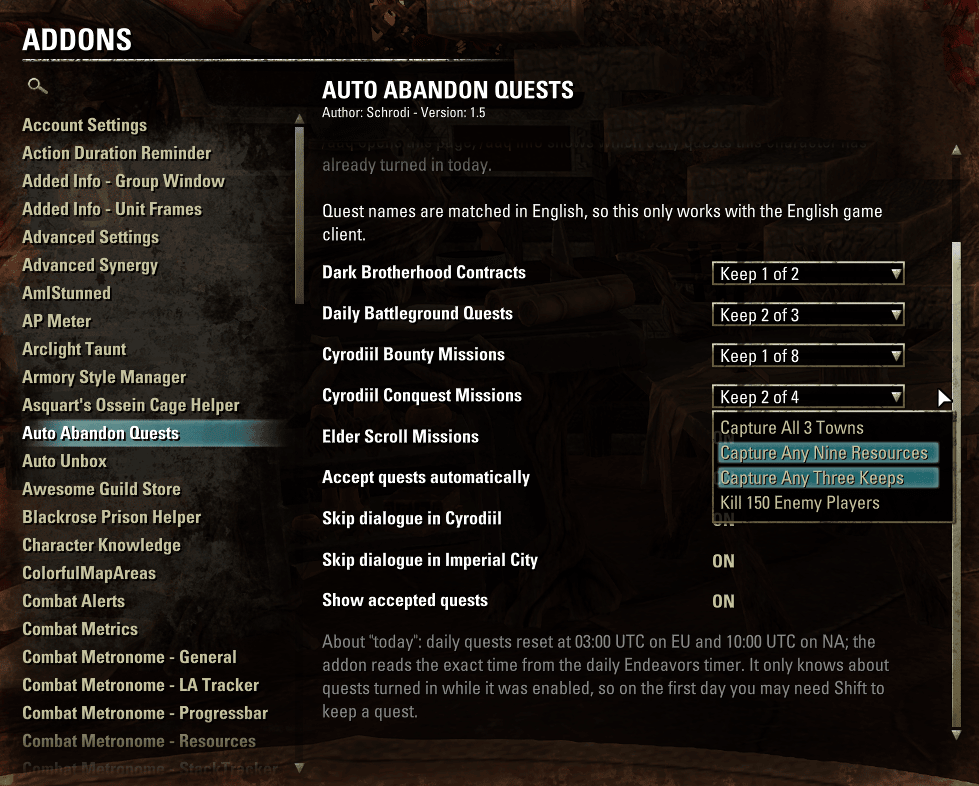 ADDONS
Account Settings
Action Duration Reminder
Added Info - Group Window
Added Info - Unit Frames
Advanced Settings
Advanced Synergy
AmIStunned
AP Meter
Arclight Taunt
Armory Style Manager
Asquart's Ossein Cage Helper
Auto Abandon Quests
Auto Unbox
Awesome Guild Store
Blackrose Prison Helper
Character Knowledge
ColorfulMapAreas
Combat Alerts
Combat Metrics
Combat Metronome - General
Combat Metronome - LA Tracker
Combat Metronome - Progressbar
Combat Metronome - Resources
Combat Metronome - StackTracker
AUTO ABANDON QUESTS
Author: Schrodi - Version: 1.5
already turned in today.
Quest names are matched in English, so this only works with the English game
client.
Dark Brotherhood Contracts
Keep 1 of 2
Daily Battleground Quests
Keep 2 of 3
Cyrodiil Bounty Missions
Keep 1 of 8
Cyrodiil Conquest Missions
Keep 2 of 4
Capture All 3 Towns
Capture Any Nine Resources
Capture Any Three Keeps
Kill 150 Enemy Players
Elder Scroll Missions
ON
Accept quests automatically
Skip dialogue in Cyrodiil
ON
Skip dialogue in Imperial City
ON
Show accepted quests
ON
About "today": daily quests reset at 03:00 UTC on EU and 10:00 UTC on NA; the
addon reads the exact time from the daily Endeavors timer. It only knows about
quests turned in while it was enabled, so on the first day you may need Shift to
keep a quest.